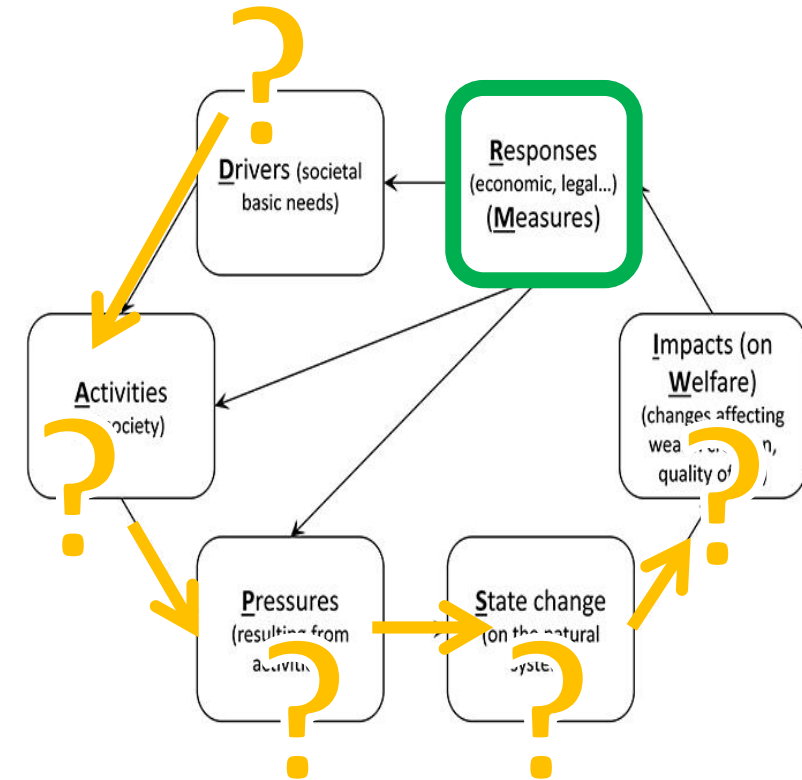 ?
Drivers (societal
basic needs)
Responses
(economic, legal...)
(Measures)
Activities
society)
?
Impacts (on
Welfare)
(changes affecting
quality of
?
Pressures
(resulting from
?
State change
(on the natural
?